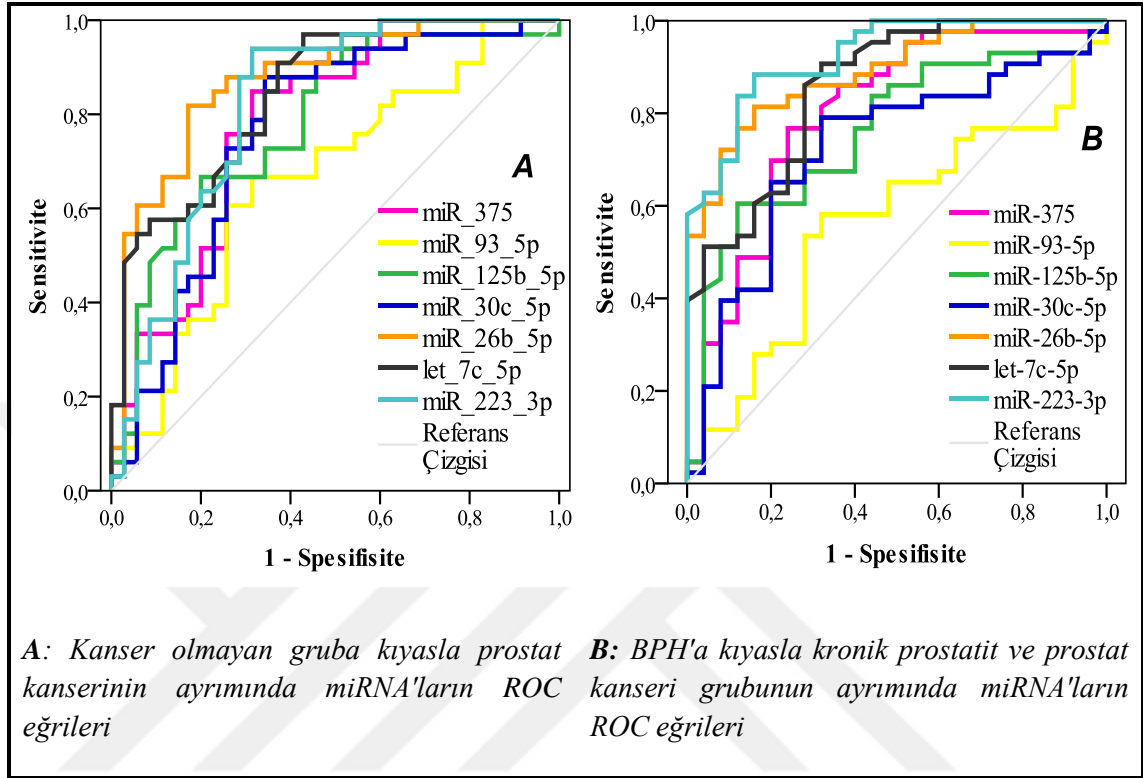 1,0
0,8
0,6
0,4
0,2
0,0
Sensitivite
A
miR_375
miR_93_5p
miR_125b_5p
miR_30c_5p
miR_26b_5p
let_7c_5p
miR_223_3p
Referans
Çizgisi
0,0 0,2 0,4 0,6 0,8 1,0
1 - Spesifisite
1,0
0,8
0,6
0,4
0,2
0,0
Sensitivite
B
miR-375
miR-93-5p
miR-125b-5p
miR-30c-5p
miR-26b-5p
let-7c-5p
miR-223-3p
Referans
Çizgisi
0,0 0,2 0,4 0,6 0,8 1,0
1 - Spesifisite
A: Kanser olmayan gruba kıyasla prostat
kanserinin ayrımında miRNA'ların ROC
eğrileri
B: BPH'a kıyasla kronik prostatit ve prostat
kanseri grubunun ayrımında miRNA'ların
ROC eğrileri